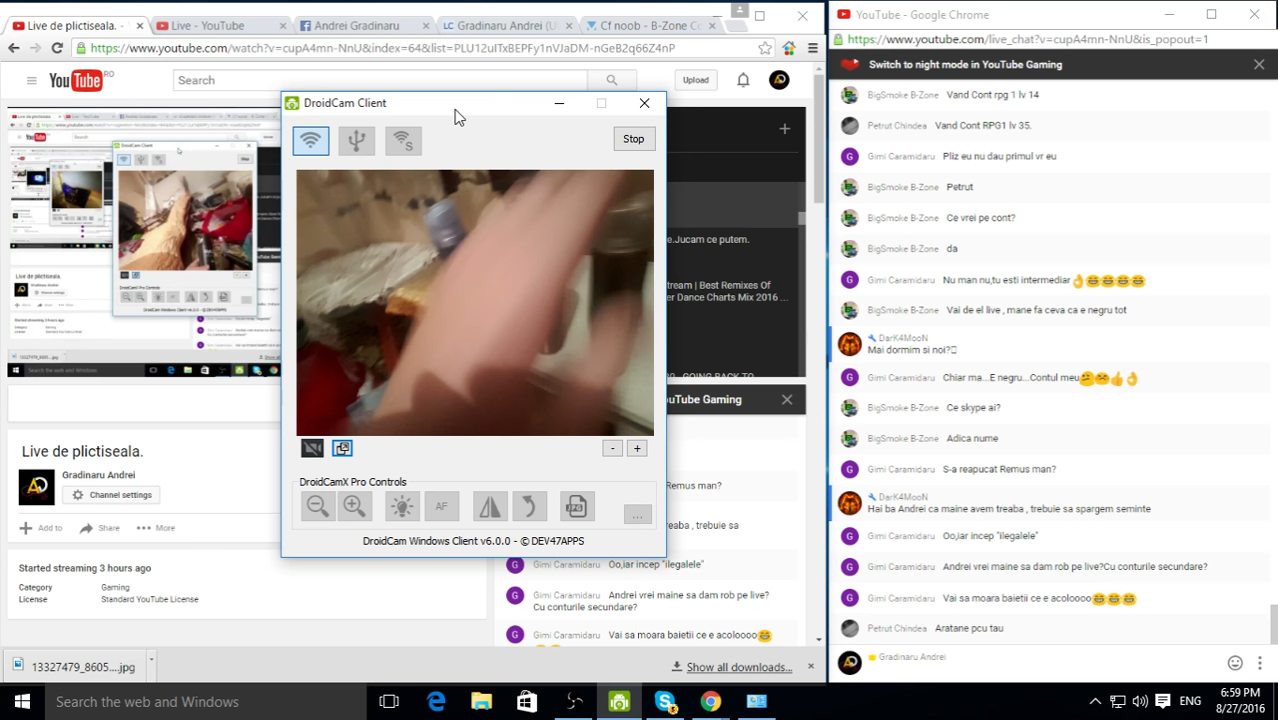 Live de plictiseala. -
Live - YouTube
Andrei Gradinaru
Gradinaru Andrei (U
Cf noob - B-Zone Co
https://www.youtube.com/watch?v=cupA4mn-NnU&index=64&list=PLU12uITxIEPFy1nVJaDM-nGeB2q66Z4nP
YouTube RO
Search
Upload
DroidCam Client
Stop
e.Jucam ce putem.
tream | Best Remixes Of
er Dance Charts Mix 2016 ...
uTube Gaming
DroidCamX Pro Controls
AF
JPG
...
DroidCam Windows Client v6.0.0 - © DEV47APPS
Live de plictiseala.
Gradinaru Andrei
Channel settings
Add to
Share
More
Started streaming 3 hours ago
Category
Gaming
License
Standard YouTube License
mus man?
treaba , trebuie sa
Gimi Caramidaru Oo,iar incep "ilegalele"
Gimi Caramidaru Andrei vrei maine sa dam rob pe live?
Cu conturile secundare?
Gimi Caramidaru Vai sa moara baietii ce e acoloooo
13327479_8605....jpg
Show all downloads...
YouTube - Google Chrome
https://www.youtube.com/live_chat?v=cupA4mn-NnU&is_popout=1
Switch to night mode in YouTube Gaming
BigSmoke B-Zone Vand Cont rpg 1 lv 14
Petrut Chindea Vand Cont RPG1 lv 35.
Gimi Caramidaru Pliz eu nu dau primul vr eu
BigSmoke B-Zone Petrut
BigSmoke B-Zone Ce vrei pe cont?
BigSmoke B-Zone da
Gimi Caramidaru Nu man nu,tu esti intermediar👌😂😂😂😂
BigSmoke B-Zone Vai de el live , mane fa ceva ca e negru tot
DarK4MooN
Mai dormim si noi?
Gimi Caramidaru Chiar ma...E negru...Contul meu
BigSmoke B-Zone Ce skype ai?
BigSmoke B-Zone Adica nume
Gimi Caramidaru S-a reapucat Remus man?
DarK4MooN
Hai ba Andrei ca maine avem treaba , trebuie sa spargem seminte
Gimi Caramidaru Oo,iar incep "ilegalele"
Gimi Caramidaru Andrei vrei maine sa dam rob pe live?Cu conturile secundare?
Gimi Caramidaru Vai sa moara baietii ce e acoloooo😂😂😂
Petrut Chindea Aratane pcu tau
Gradinaru Andrei
Search the web and Windows
ENG
6:59 PM
8/27/2016